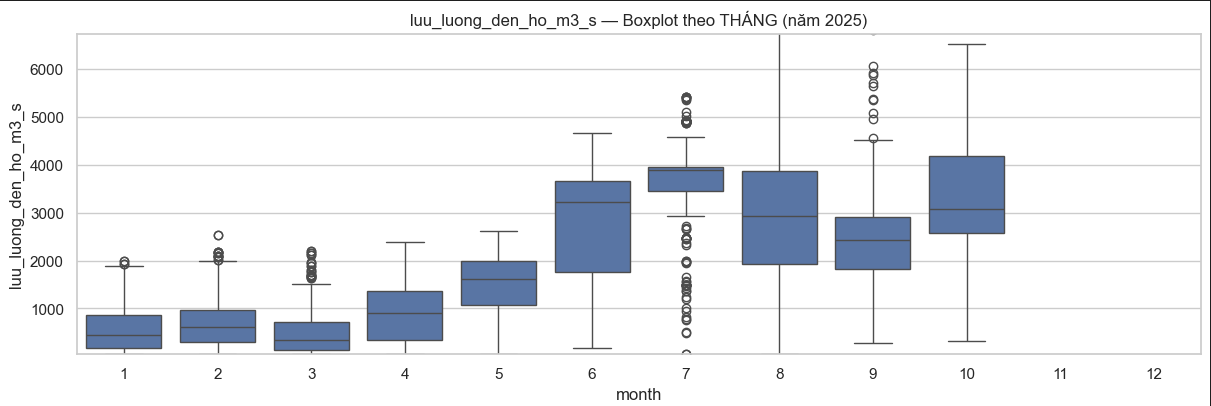 luu_luong_den_ho_m3_s — Boxplot theo THÁNG (năm 2025)
luu_luong_den_ho_m3_s
6000
5000
4000
3000
2000
1000
1 2 3 4 5 6 7 8 9 10 11 12
month